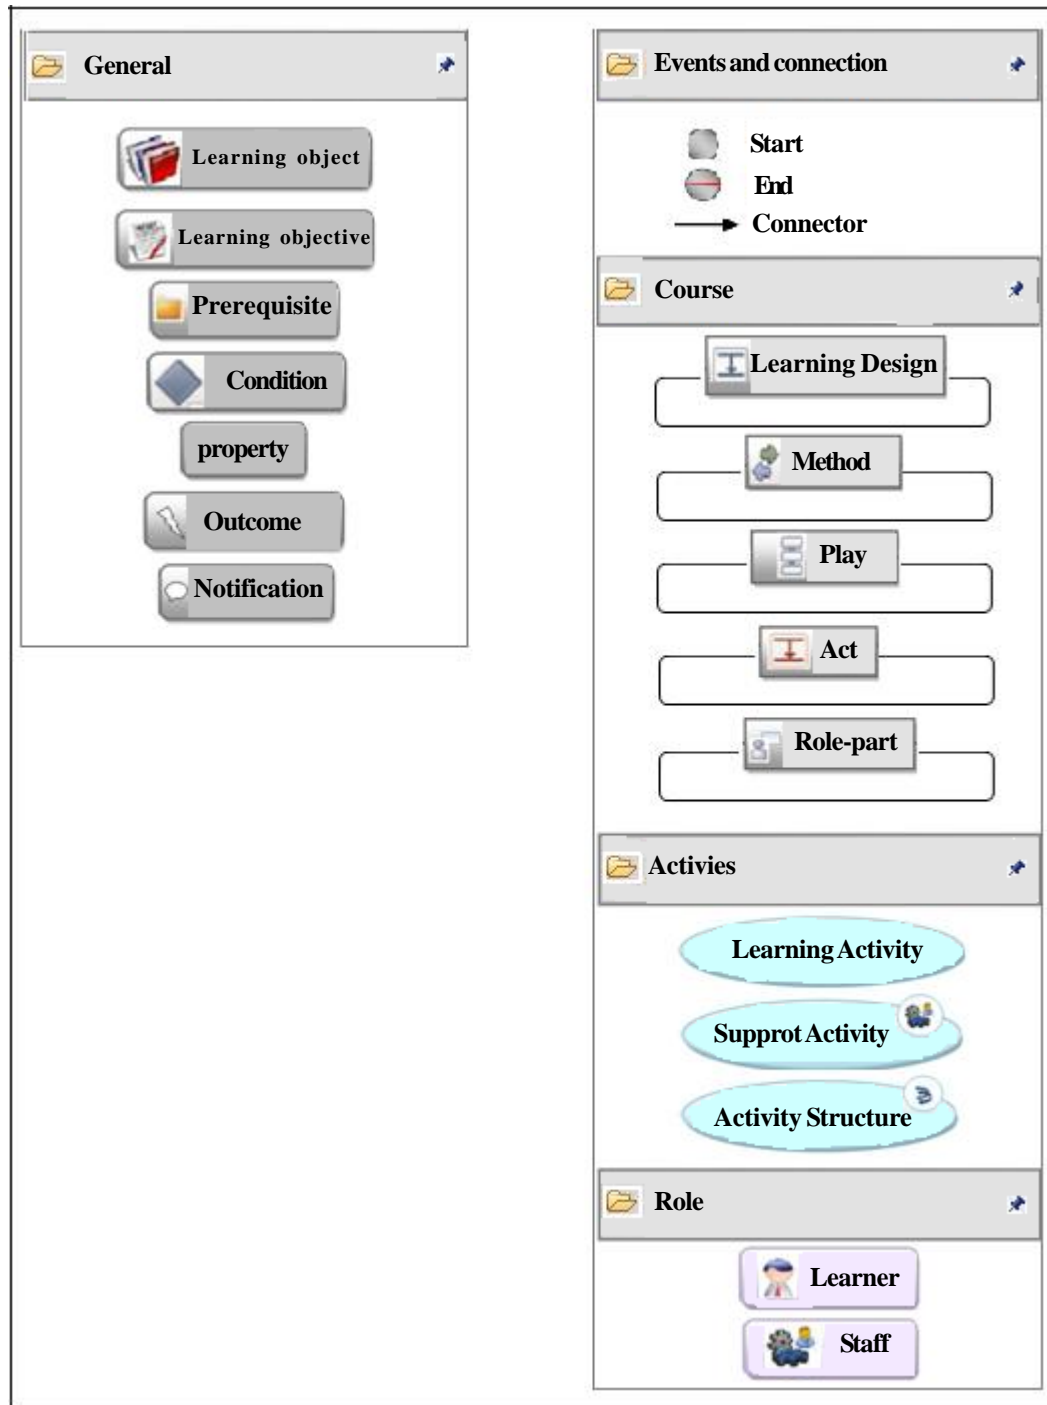 General
Learning object
Learning objective
Prerequisite
Condition
property
Outcome
Notification
Events and connection
Start
End
Connector
Course
Learning Design
Method
Play
Act
Role-part
Activies
Learning Activity
Supprot Activity
Activity Structure
Role
Learner
Staff